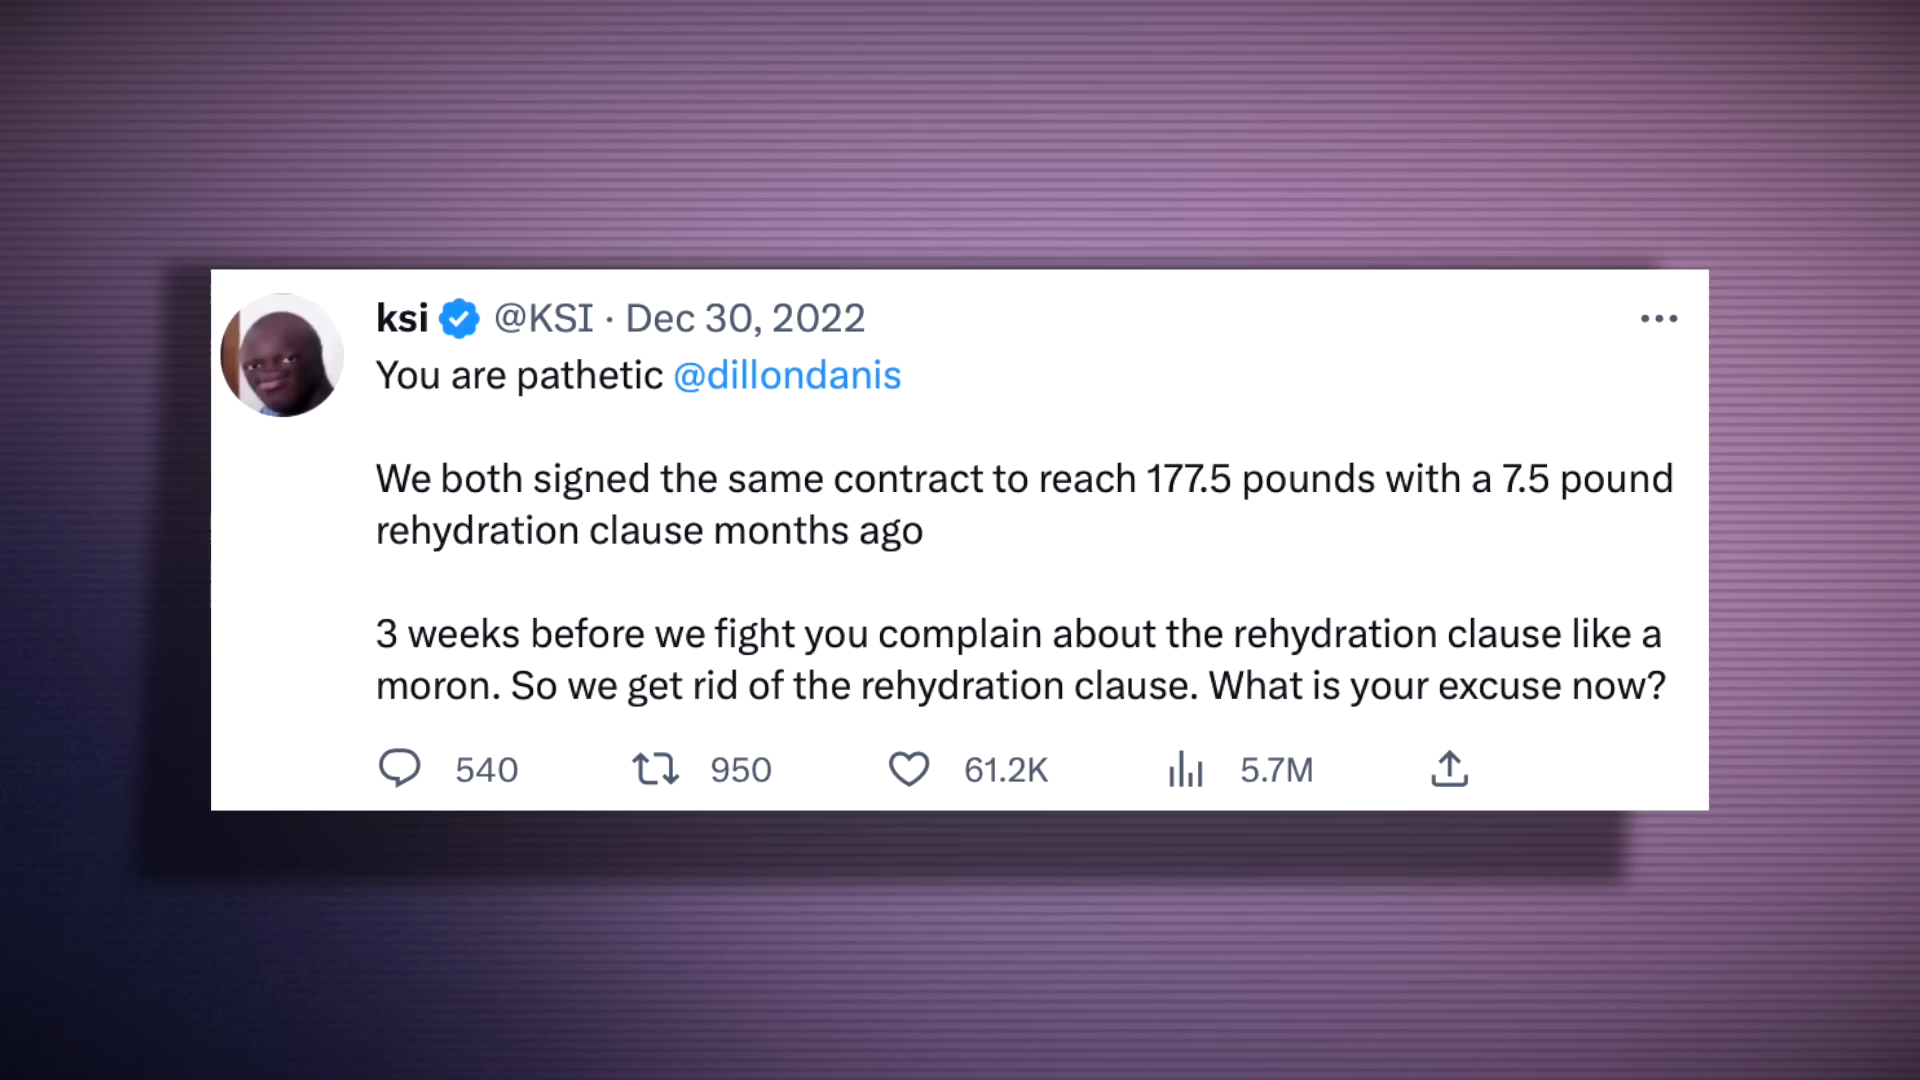 ksi @KSI · Dec 30, 2022
You are pathetic @dillondanis
We both signed the same contract to reach 177.5 pounds with a 7.5 pound
rehydration clause months ago
3 weeks before we fight you complain about the rehydration clause like a
moron. So we get rid of the rehydration clause. What is your excuse now?
540 950 61.2K 5.7M